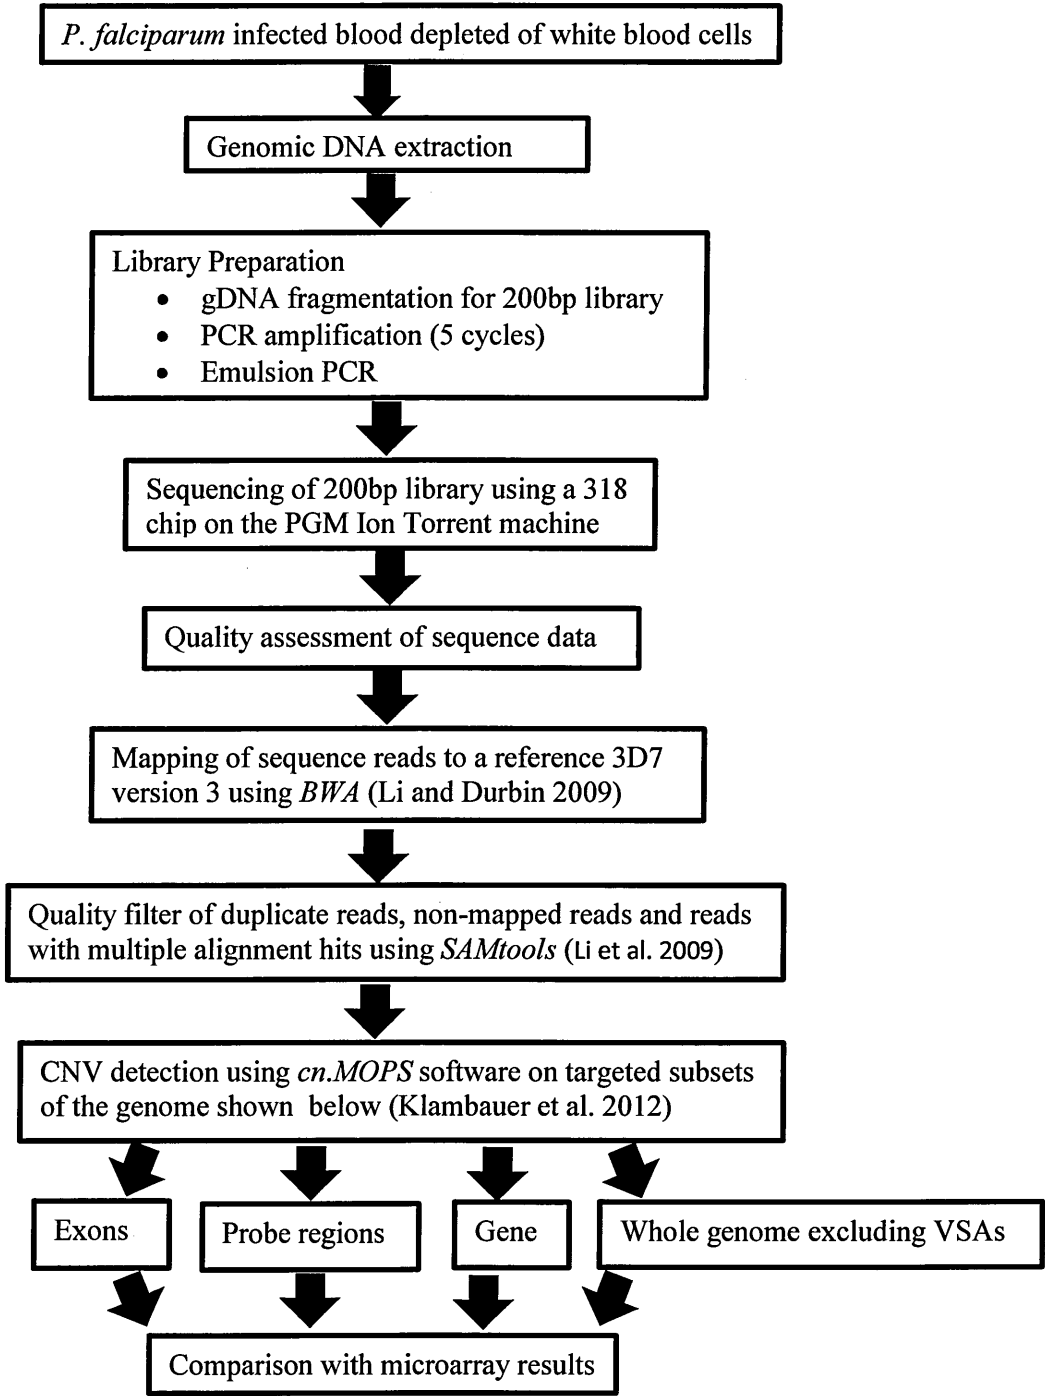 P. falciparum infected blood depleted of white blood cells
Genomic DNA extraction
Library Preparation
• gDNA fragmentation for 200bp library
• PCR amplification (5 cycles)
• Emulsion PCR
Sequencing of 200bp library using a 318
chip on the PGM Ion Torrent machine
Quality assessment of sequence data
Mapping of sequence reads to a reference 3D7
version 3 using BWA (Li and Durbin 2009)
Quality filter of duplicate reads, non-mapped reads and reads
with multiple alignment hits using SAMtools (Li et al. 2009)
CNV detection using cn.MOPS software on targeted subsets
of the genome shown below (Klambauer et al. 2012)
Exons
Probe regions
Gene
Whole genome excluding VSAs
Comparison with microarray results